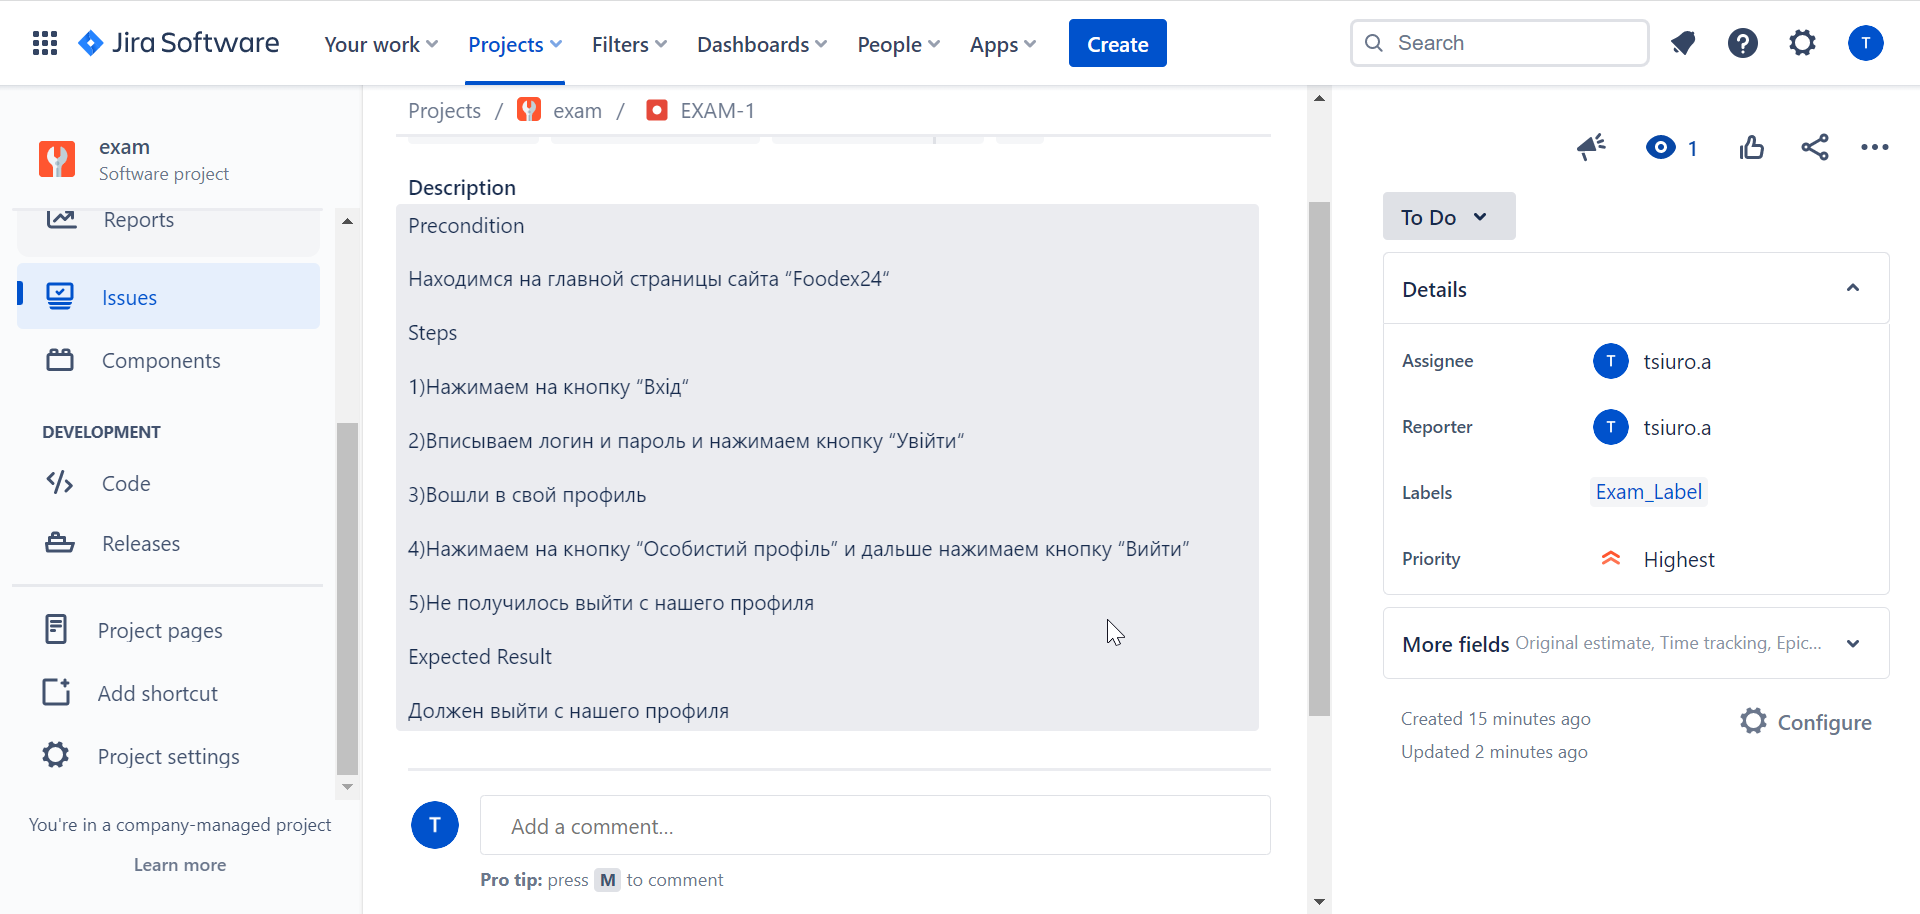 Jira Software
Your work
Projects
Filters
Dashboards
People
Apps
Create
Search
T
exam
Software project
Reports
Issues
Components
DEVELOPMENT
Code
Releases
Project pages
Add shortcut
Project settings
You're in a company-managed project
Learn more
Projects / exam / EXAM-1
Description
Precondition
Находимся на главной страницы сайта “Foodex24“
Steps
1)Нажимаем на кнопку “Вхід“
2)Вписываем логин и пароль и нажимаем кнопку “Увійти“
3)Вошли в свой профиль
4)Нажимаем на кнопку “Особистий профіль” и дальше нажимаем кнопку “Вийти”
5)Не получилось выйти с нашего профиля
Expected Result
Должен выйти с нашего профиля
T
Add a comment...
Pro tip: press M to comment
1
To Do
Details
Assignee T tsiuro.a
Reporter T tsiuro.a
Labels Exam_Label
Priority Highest
More fields Original estimate, Time tracking, Epic...
Created 15 minutes ago
Updated 2 minutes ago
Configure